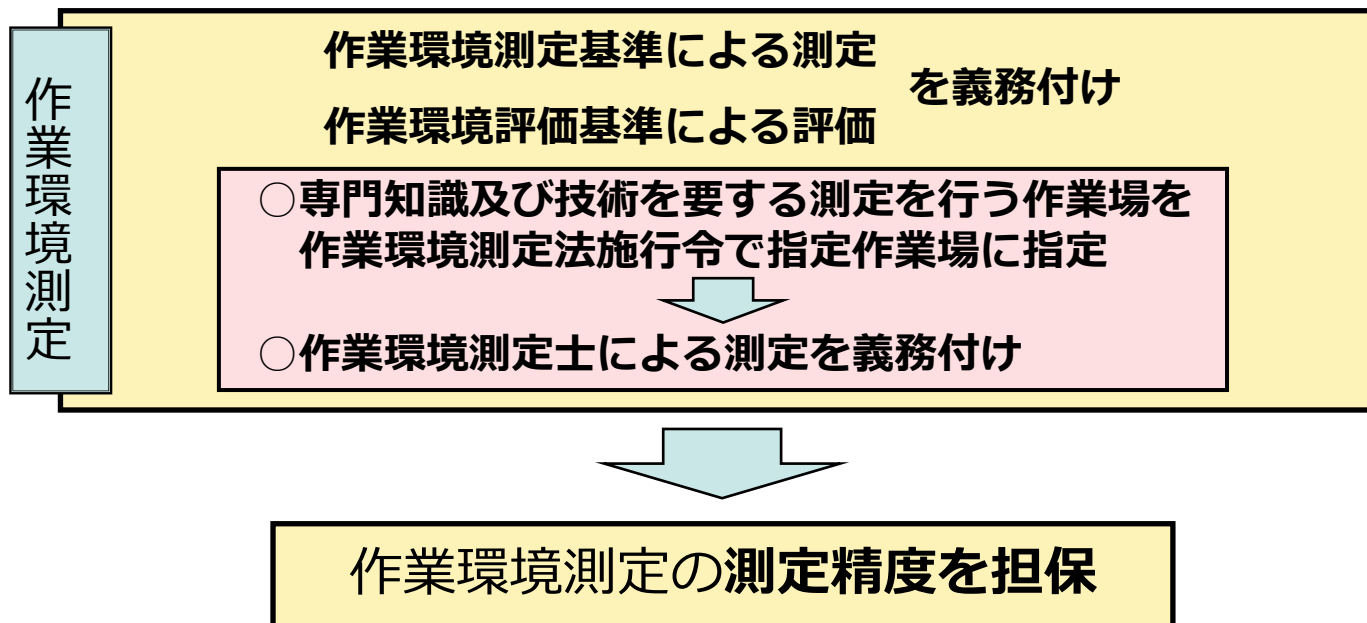 作業環境測定
作業環境測定基準による測定
作業環境評価基準による評価
を義務付け
○専門知識及び技術を要する測定を行う作業場を
作業環境測定法施行令で指定作業場に指定
○作業環境測定士による測定を義務付け
作業環境測定の測定精度を担保